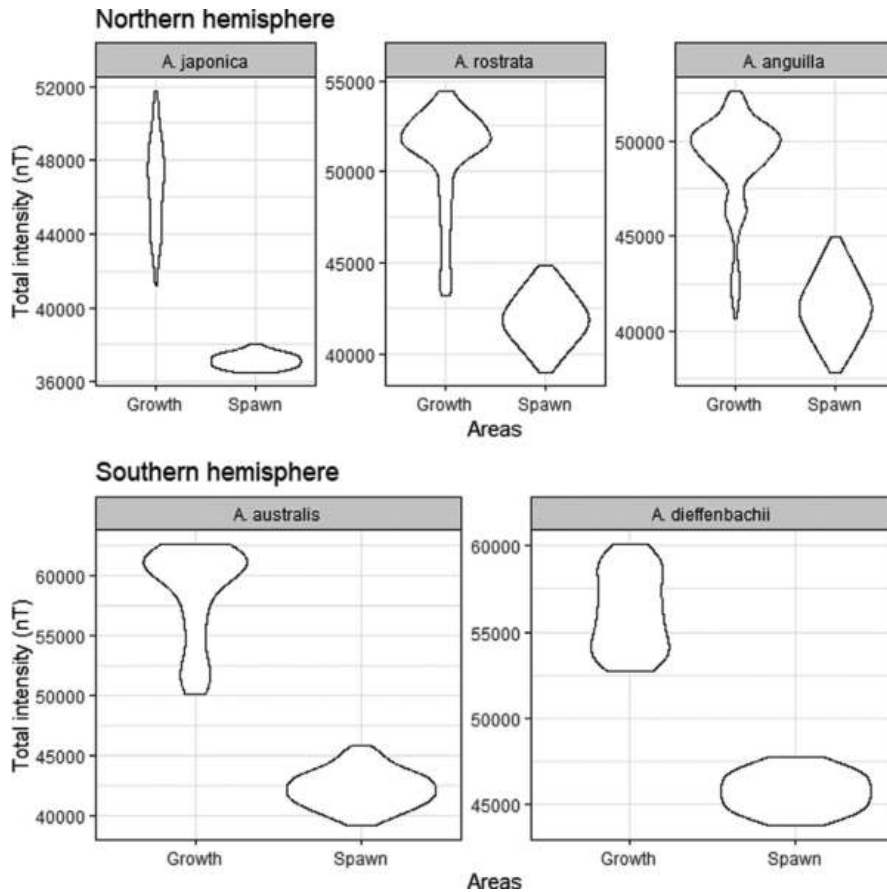 Northern hemisphere
A. japonica
A. rostrata
A. anguilla
Total intensity (nT)
52000
48000
44000
40000
36000
55000
50000
45000
40000
50000
45000
40000
Growth Spawn
Growth Spawn
Growth Spawn
Areas
Southern hemisphere
A. australis
A. dieffenbachii
Total intensity (nT)
60000
55000
50000
45000
40000
60000
55000
50000
45000
Growth Spawn
Growth Spawn
Areas